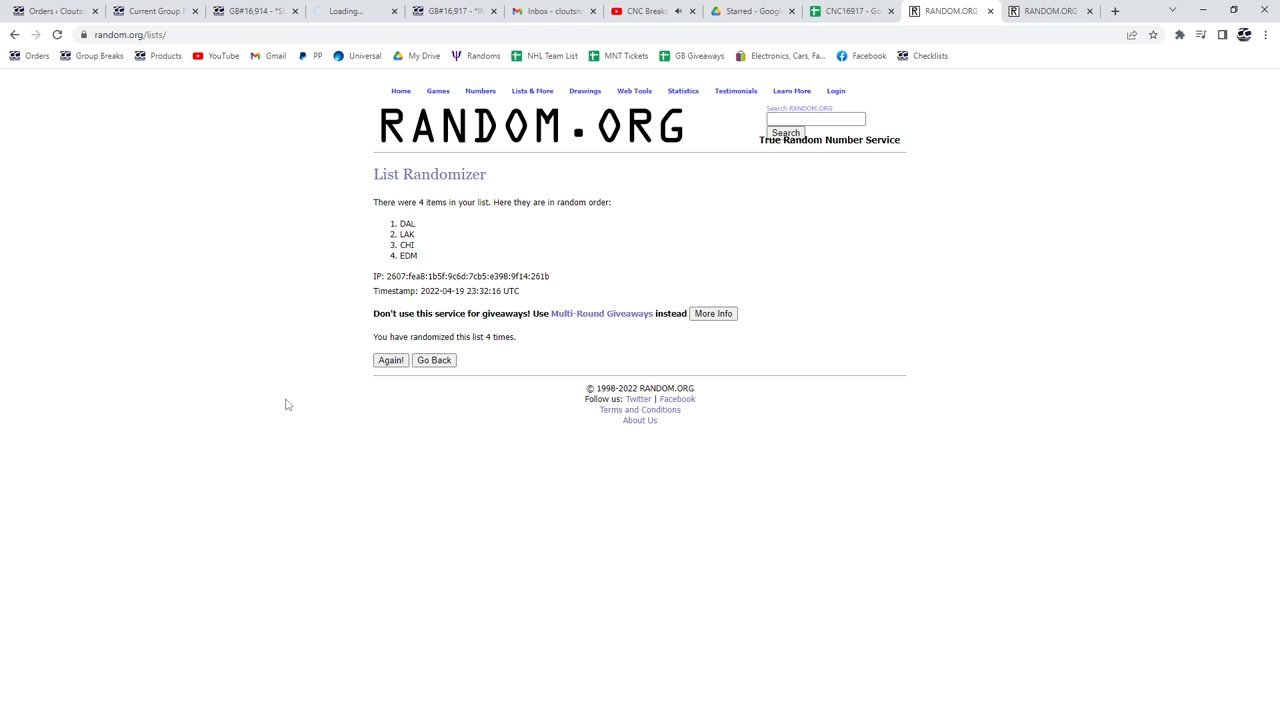 Orders ‹ Cloutsn
Current Group B
GB#16,914 - "SL
Loading...
GB#16,917 - "IN
Inbox - cloutsno
CNC Breaks
Starred - Google
CNC16917 - Go
RANDOM.ORG
RANDOM.ORG
random.org/lists/
Orders
Group Breaks
Products
YouTube
Gmail
PP
Universal
My Drive
Randoms
NHL Team List
MNT Tickets
GB Giveaways
Electronics, Cars, Fa...
Facebook
Checklists
Home Games Numbers Lists & More Drawings Web Tools Statistics Testimonials Learn More Login
RANDOM.ORG
Search RANDOM.ORG
Search
True Random Number Service
List Randomizer
There were 4 items in your list. Here they are in random order:
1. DAL
2. LAK
3. CHI
4. EDM
IP: 2607:fea8:1b5f:9c6d:7cb5:e398:9f14:261b
Timestamp: 2022-04-19 23:32:16 UTC
Don't use this service for giveaways! Use Multi-Round Giveaways instead More Info
You have randomized this list 4 times.
Again! Go Back
© 1998-2022 RANDOM.ORG
Follow us: Twitter | Facebook
Terms and Conditions
About Us